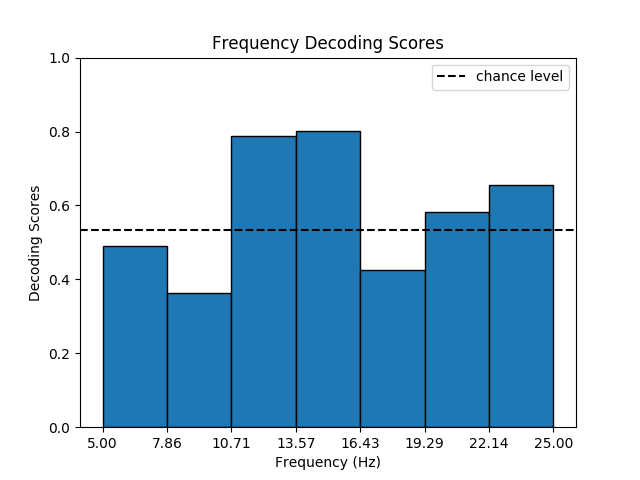 Frequency Decoding Scores
chance level
Decoding Scores
1.0
0.8
0.6
0.4
0.2
0.0
5.00 7.86 10.71 13.57 16.43 19.29 22.14 25.00
Frequency (Hz)